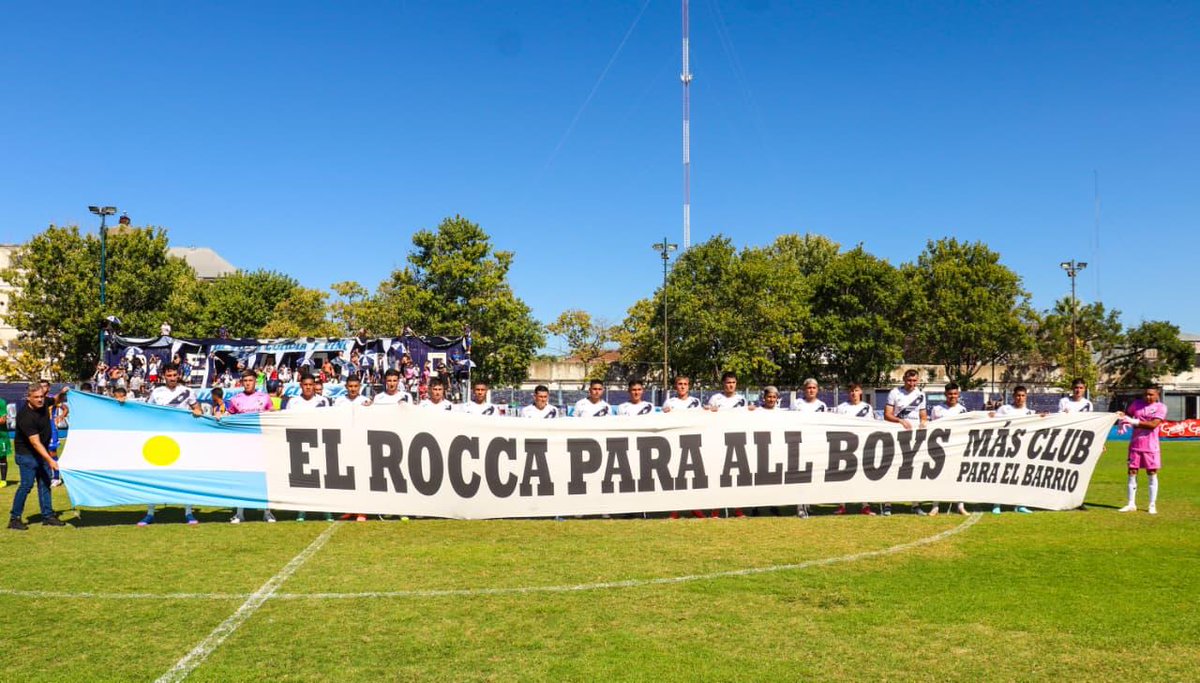 EL ROCCA PARA ALL BOYS
MÁS CLUB
PARA EL BARRIO